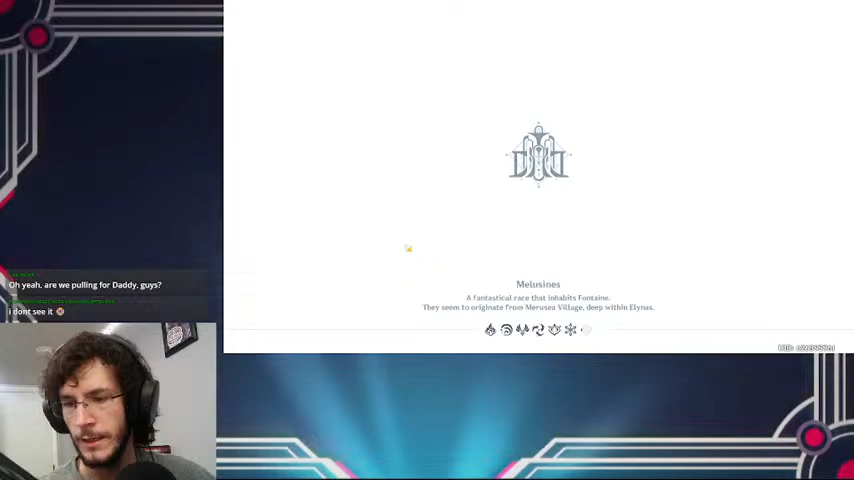 Oh yeah. are we pulling for Daddy. guys?
i dont see it
Melusines
A fantastical race that inhabits Fontaine.
They seem to originate from Merusea Village, deep within Elynas.